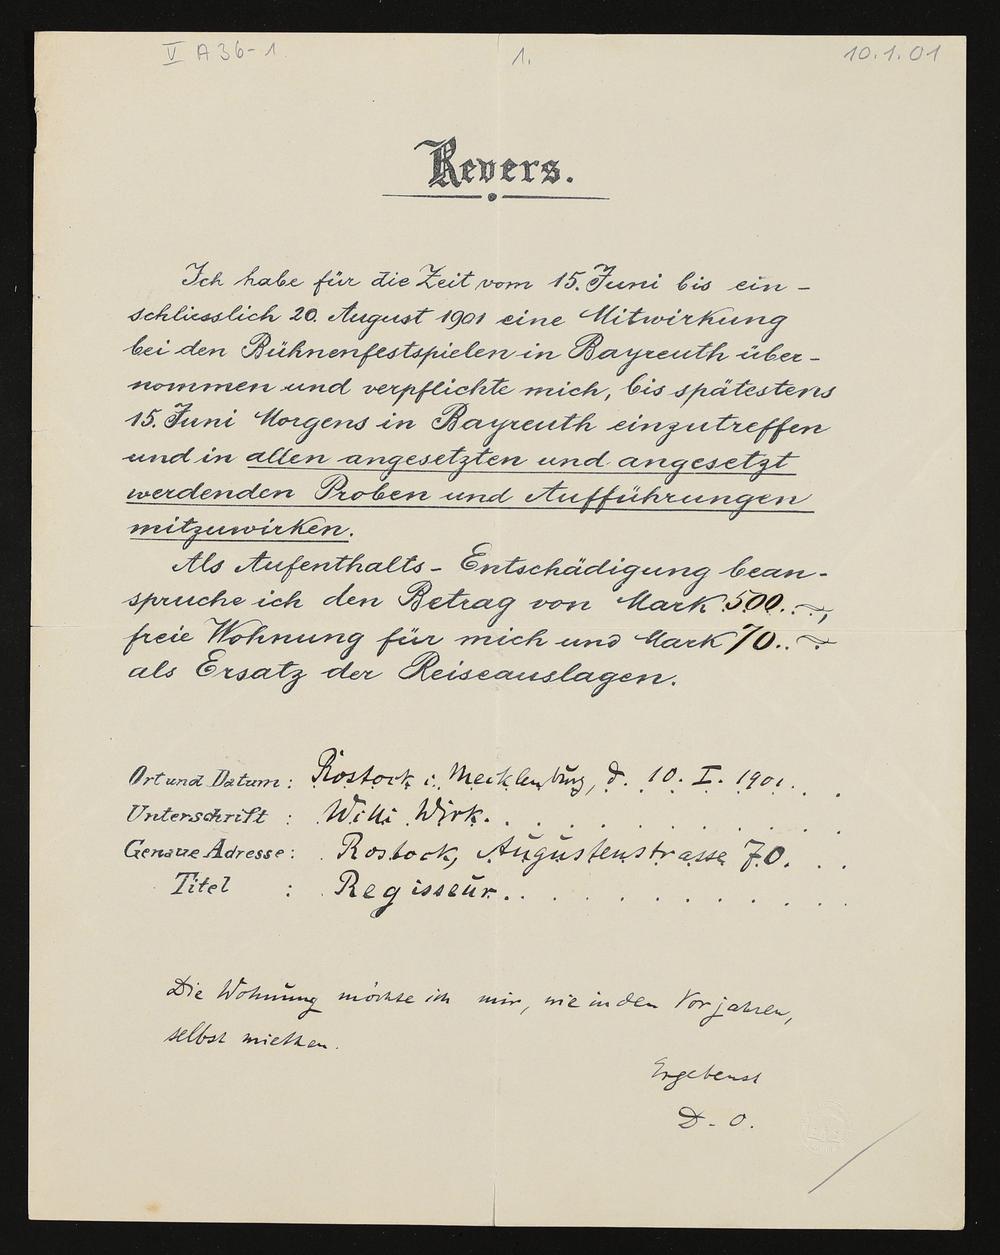 V A 36-1
1.
10.1.01
Revers.
Ich habe für die Zeit vom 15. Juni bis ein-
schliesslich 20. August 1901 eine Mitwirkung
bei den Bühnenfestspielen in Bayreuth über-
nommen und verpflichte mich, bis spätestens
15. Juni Morgens in Bayreuth einzutreffen
und in allen angesetzten und angesetzt
werdenden Proben und Aufführungen
mitzuwirken.
Als Aufenthalts-Entschädigung bean-
spruche ich den Betrag von Mark 500..-,
freie Wohnung für mich und Mark 70..-
als Ersatz der Reiseauslagen.
Ort und Datum: Rostock i. Mecklenburg, d. 10. I. 1901.
Unterschrift : Willi Wirk.
Genaue Adresse: Rostock, Augustenstrasse 70.
Titel : Regisseur.
Die Wohnung möchte ich mir, wie in den Vorjahren,
selbst miethen.
Ergebenst
D. O.